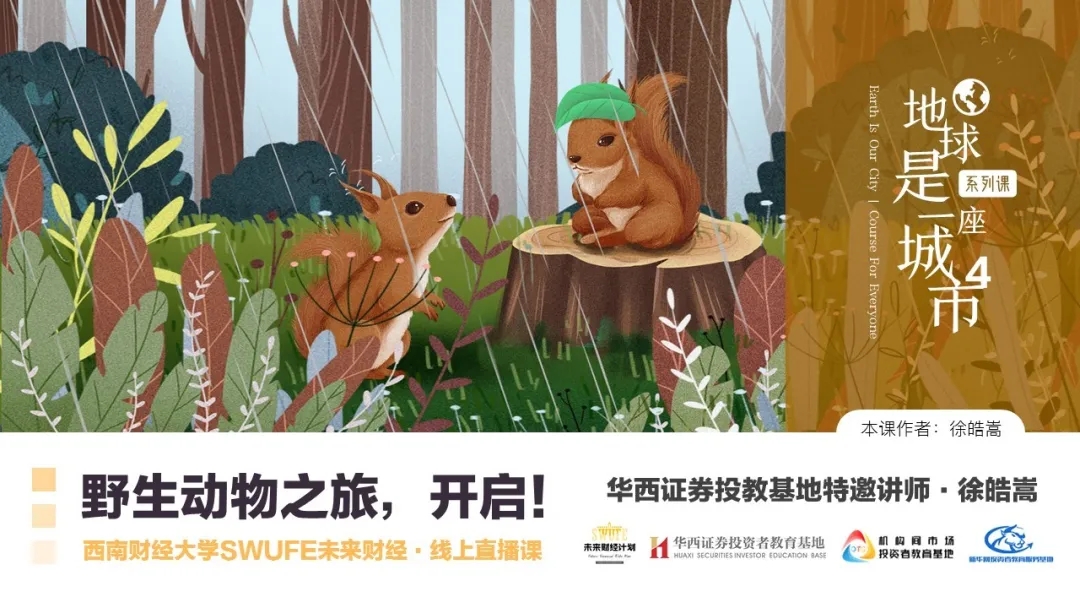 地球
是一座
城市
系列课
4
Earth Is Our City | Course For Everyone
本课作者：徐皓嵩
野生动物之旅，开启！
西南财经大学SWUFE未来财经·线上直播课
华西证券投教基地特邀讲师·徐皓嵩
SWUFE
未来财经计划
华西证券投资者教育基地
HUAXI SECURITIES INVESTOR EDUCATION BASE
机构间市场
投资者教育基地